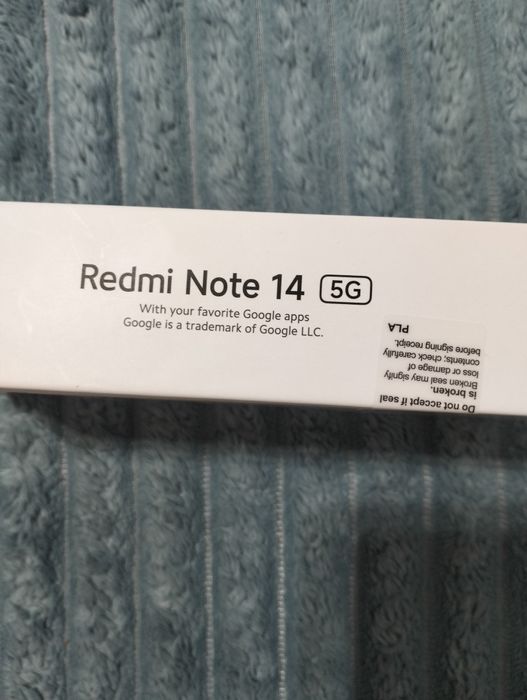 Redmi Note 14 5G
With your favorite Google apps
Google is a trademark of Google LLC.
Do not accept if seal
is broken.
Broken seal may signify
loss or damage of
contents; check carefully
before signing receipt.
PLA